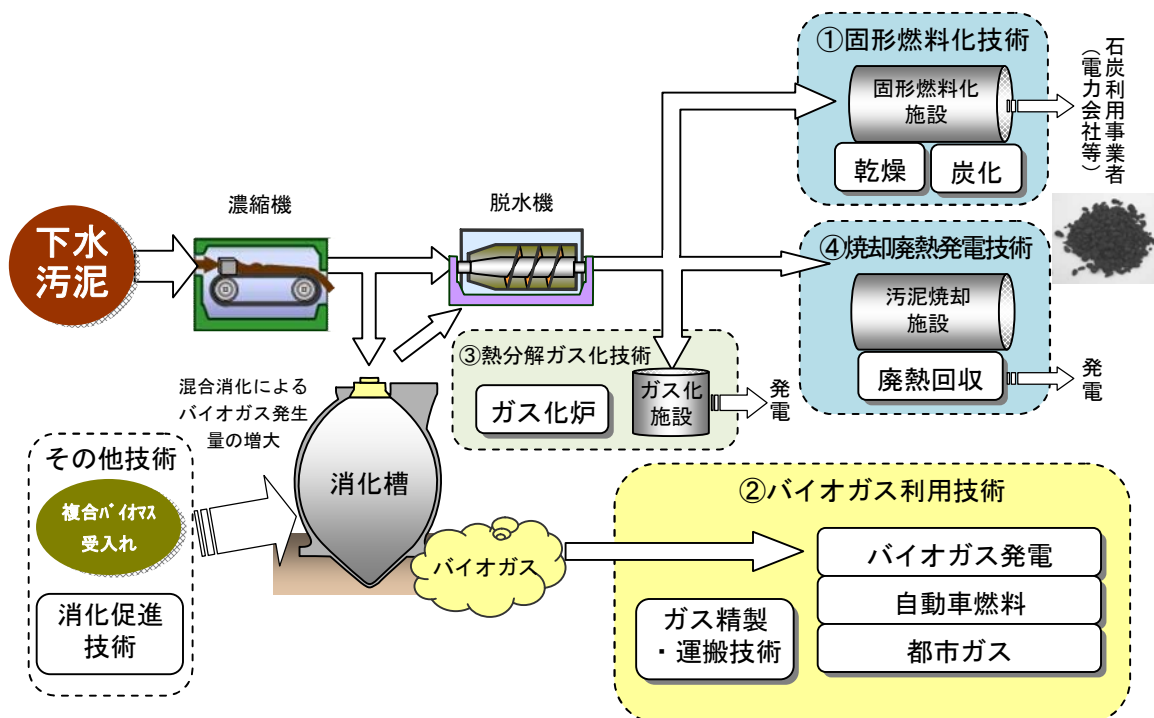 ①固形燃料化技術
固形燃料化
施設
乾燥
炭化
石炭利用事業者
（電力会社等）
濃縮機
脱水機
下水
汚泥
④焼却廃熱発電技術
汚泥焼却
施設
廃熱回収
発電
③熱分解ガス化技術
ガス化炉
ガス化
施設
発電
混合消化による
バイオガス発生
量の増大
消化槽
その他技術
複合ﾊﾞｲｵﾏｽ
受入れ
消化促進
技術
バイオガス
②バイオガス利用技術
バイオガス発電
自動車燃料
都市ガス
ガス精製
・運搬技術